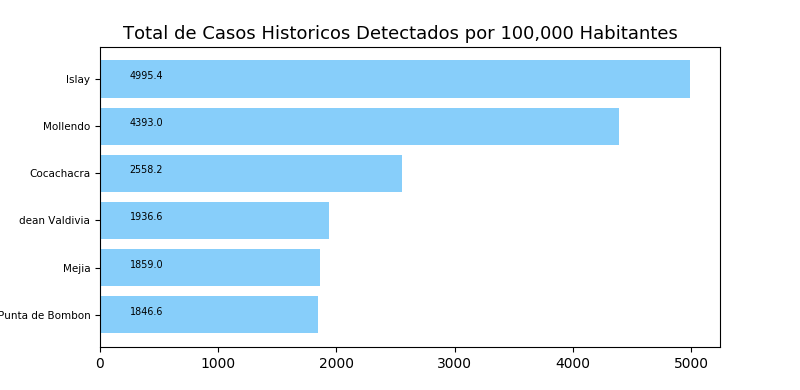 Total de Casos Historicos Detectados por 100,000 Habitantes
Islay 4995.4
Mollendo 4393.0
Cocachacra 2558.2
dean Valdivia 1936.6
Mejia 1859.0
Punta de Bombon 1846.6
0 1000 2000 3000 4000 5000